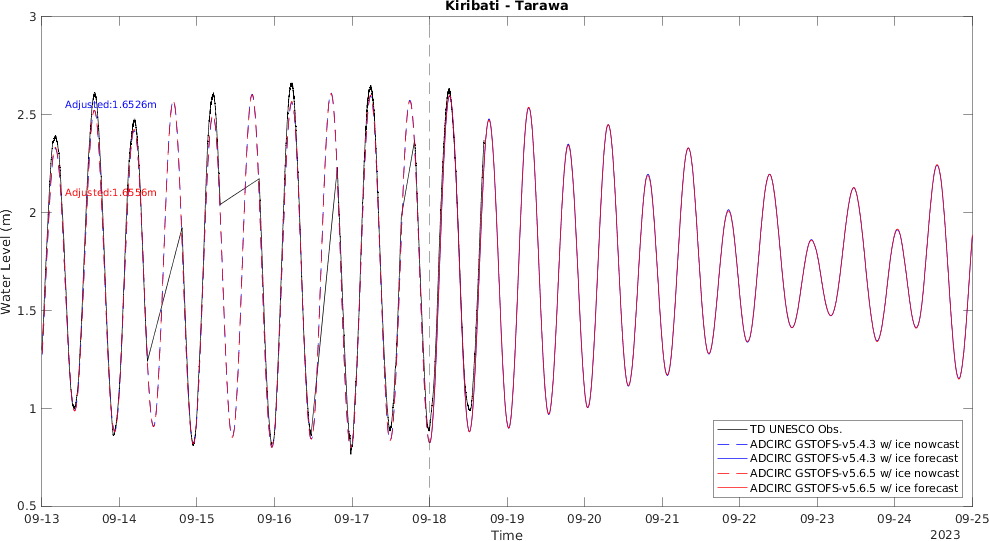 Kiribati - Tarawa
3
2.5
2
1.5
1
0.5
Water Level (m)
Adjusted:1.6526m
Adjusted:1.6556m
TD UNESCO Obs.
ADCIRC GSTOFS-v5.4.3 w/ ice nowcast
ADCIRC GSTOFS-v5.4.3 w/ ice forecast
ADCIRC GSTOFS-v5.6.5 w/ ice nowcast
ADCIRC GSTOFS-v5.6.5 w/ ice forecast
09-13 09-14 09-15 09-16 09-17 09-18 09-19 09-20 09-21 09-22 09-23 09-24 09-25
Time
2023